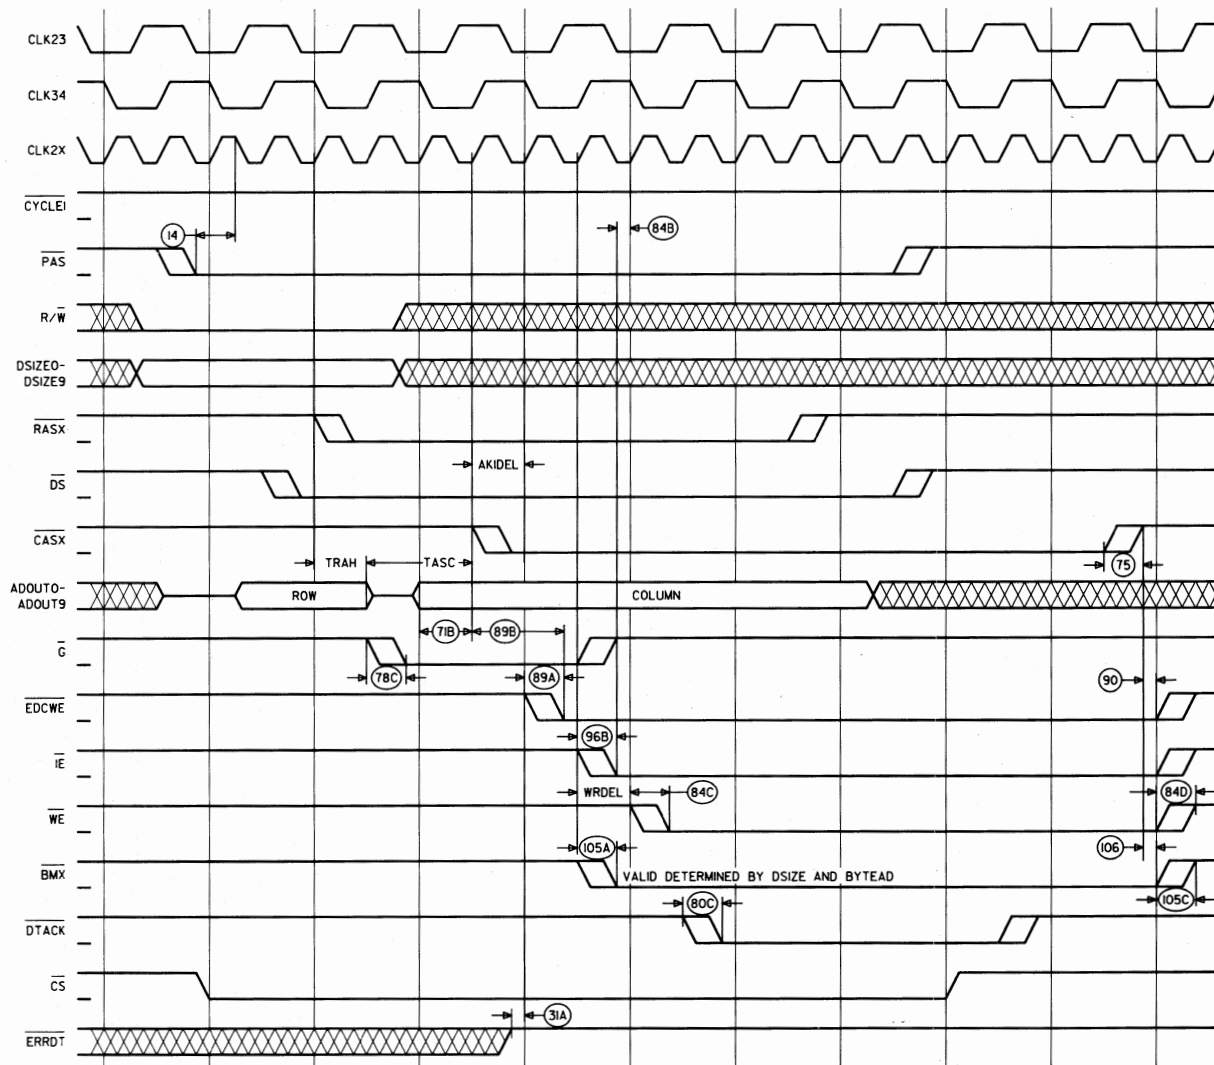 CLK23
CLK34
CLK2X
CYCLE1
14
84B
PAS
R/W
DSIZE0-
DSIZE9
RASX
AKIDEL
DS
CASX
TRAH TASC
75
ADOUT0-
ADOUT9
ROW COLUMN
71B 89B
G
78C 89A 90
EDCWE
96B
IE
WRDEL 84C 84D
WE
105A 106
BMX
VALID DETERMINED BY DSIZE AND BYTEAD
80C 105C
DTACK
CS
31A
ERRDT